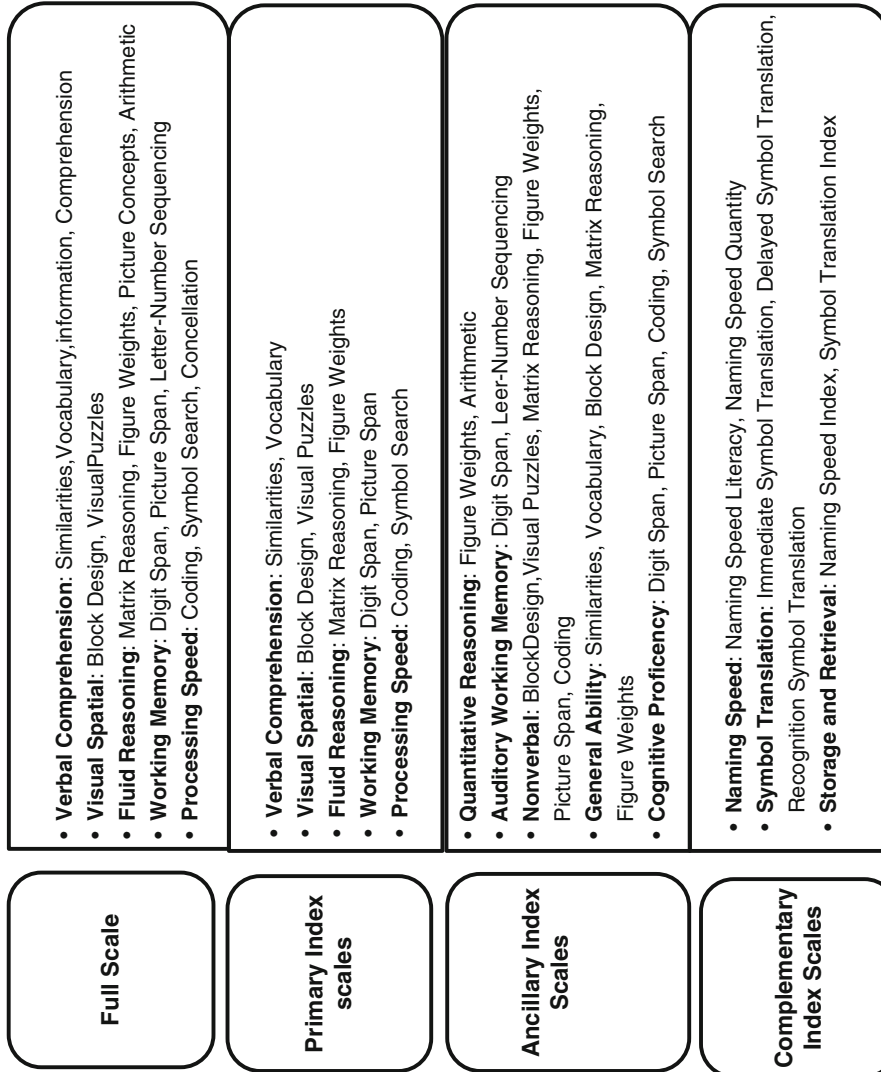 Full Scale
• Verbal Comprehension: Similarities,Vocabulary,information, Comprehension
• Visual Spatial: Block Design, VisualPuzzles
• Fluid Reasoning: Matrix Reasoning, Figure Weights, Picture Concepts, Arithmetic
• Working Memory: Digit Span, Picture Span, Letter-Number Sequencing
• Processing Speed: Coding, Symbol Search, Concellation
Primary Index
scales
• Verbal Comprehension: Similarities, Vocabulary
• Visual Spatial: Block Design, Visual Puzzles
• Fluid Reasoning: Matrix Reasoning, Figure Weights
• Working Memory: Digit Span, Picture Span
• Processing Speed: Coding, Symbol Search
Ancillary Index
Scales
• Quantitative Reasoning: Figure Weights, Arithmetic
• Auditory Working Memory: Digit Span, Leer-Number Sequencing
• Nonverbal: BlockDesign,Visual Puzzles, Matrix Reasoning, Figure Weights,
Picture Span, Coding
• General Ability: Similarities, Vocabulary, Block Design, Matrix Reasoning,
Figure Weights
• Cognitive Proficency: Digit Span, Picture Span, Coding, Symbol Search
Complementary
Index Scales
• Naming Speed: Naming Speed Literacy, Naming Speed Quantity
• Symbol Translation: Immediate Symbol Translation, Delayed Symbol Translation,
Recognition Symbol Translation
• Storage and Retrieval: Naming Speed Index, Symbol Translation Index